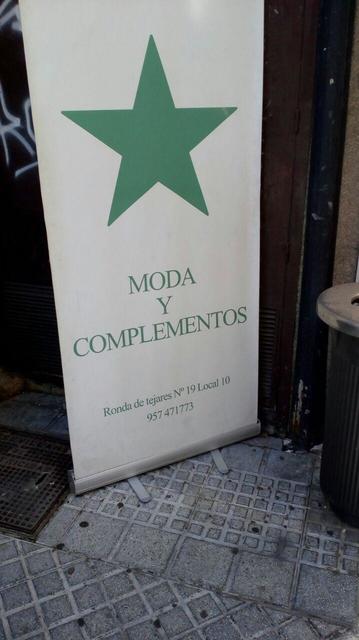 MODA
Y
COMPLEMENTOS
Ronda de tejares Nº 19 Local 10
957 471773